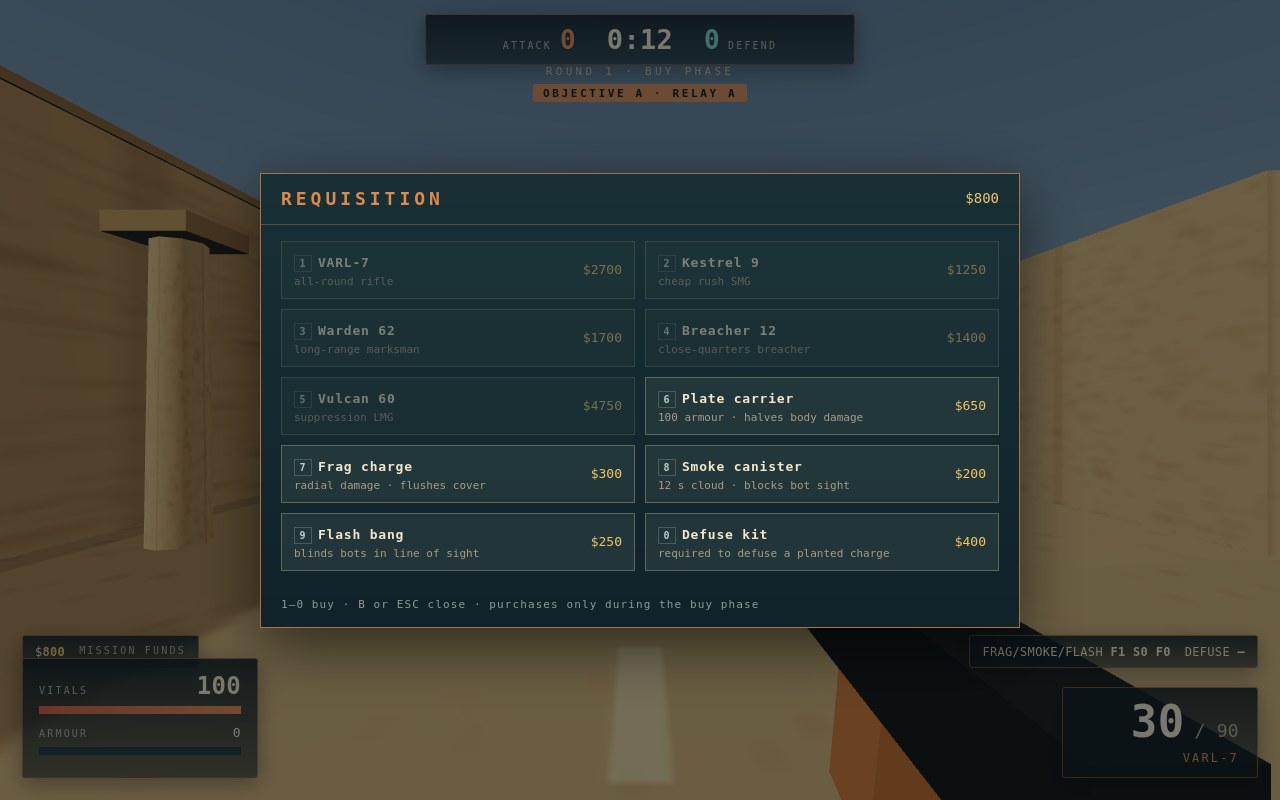 ATTACK 0 0:12 0 DEFEND
ROUND 1 · BUY PHASE
OBJECTIVE A · RELAY A
REQUISITION $800
1 VARL-7 $2700
all-round rifle
2 Kestrel 9 $1250
cheap rush SMG
3 Warden 62 $1700
long-range marksman
4 Breacher 12 $1400
close-quarters breacher
5 Vulcan 60 $4750
suppression LMG
6 Plate carrier $650
100 armour · halves body damage
7 Frag charge $300
radial damage · flushes cover
8 Smoke canister $200
12 s cloud · blocks bot sight
9 Flash bang $250
blinds bots in line of sight
0 Defuse kit $400
required to defuse a planted charge
1–0 buy · B or ESC close · purchases only during the buy phase
$800 MISSION FUNDS
VITALS 100
ARMOUR 0
FRAG/SMOKE/FLASH F1 S0 F0 DEFUSE —
30 / 90
VARL-7